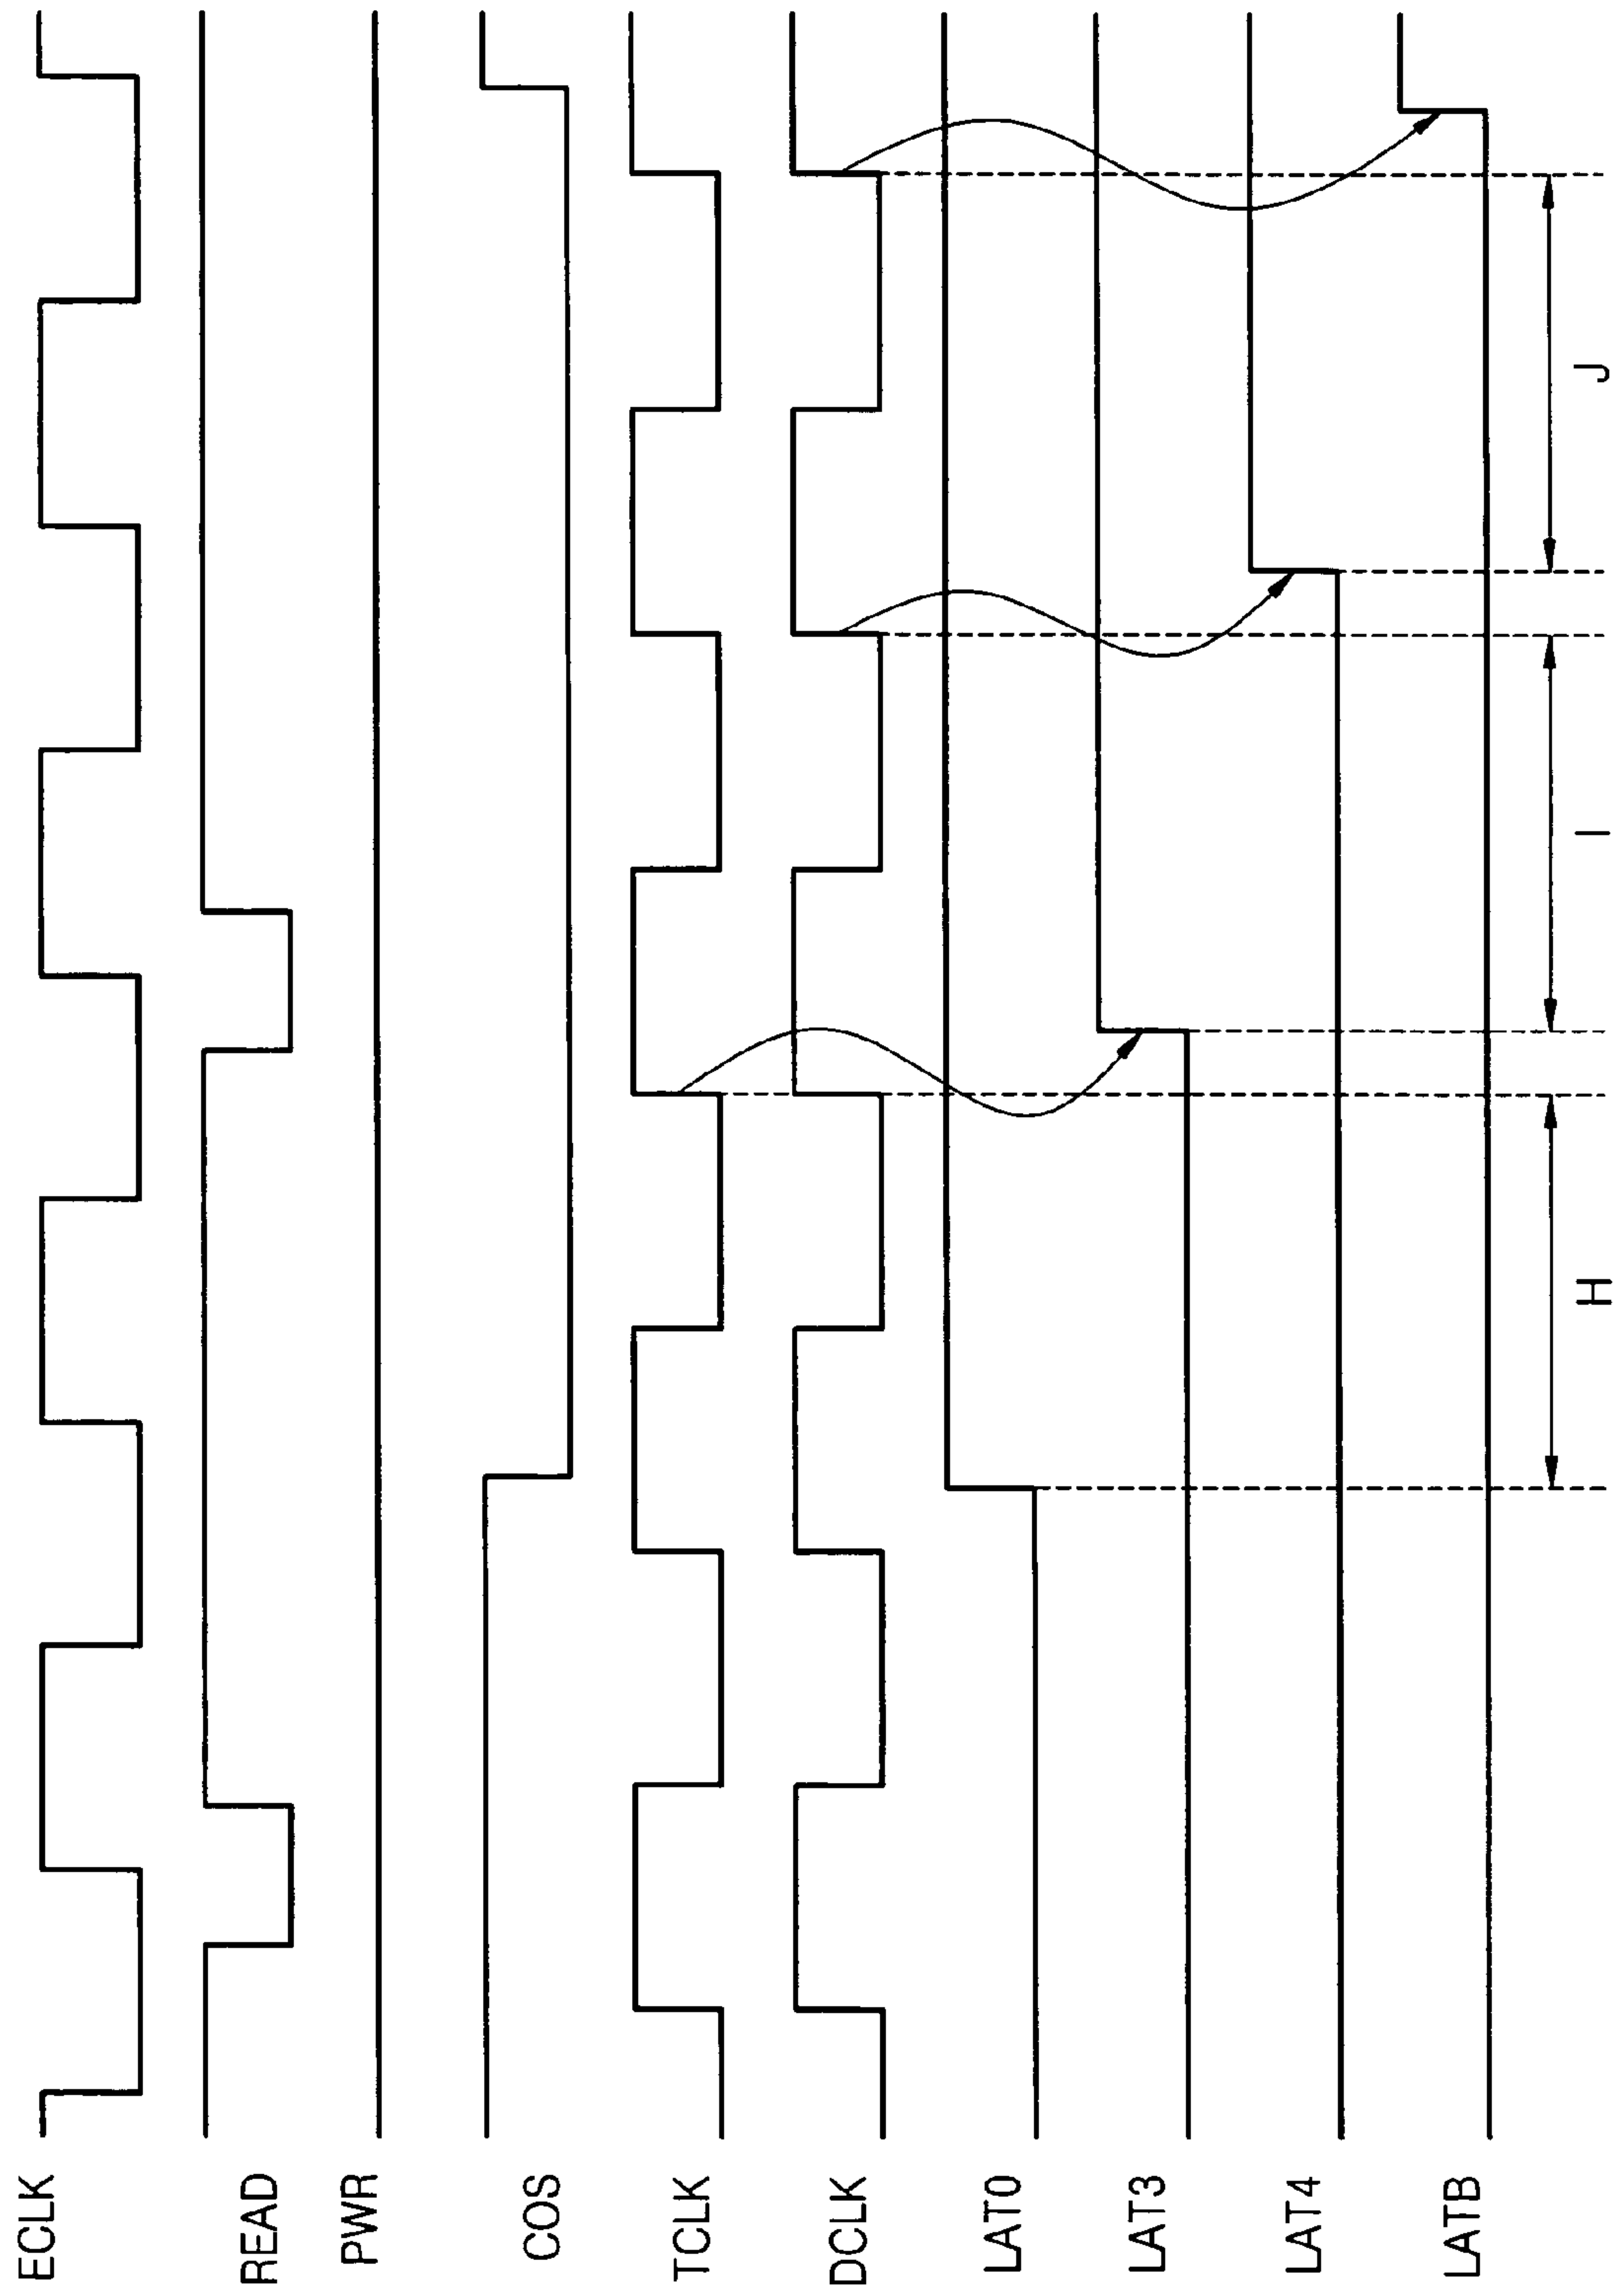 ECLK
READ
PWR
COS
TCLK
DCLK
LAT0
LAT3
LAT4
LATB
H
I
J